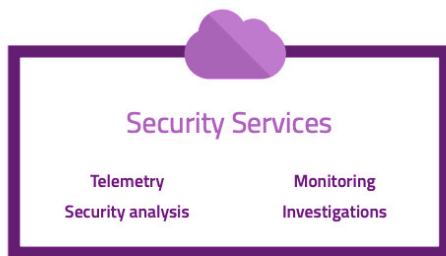 Security Services
Telemetry
Monitoring
Security analysis
Investigations